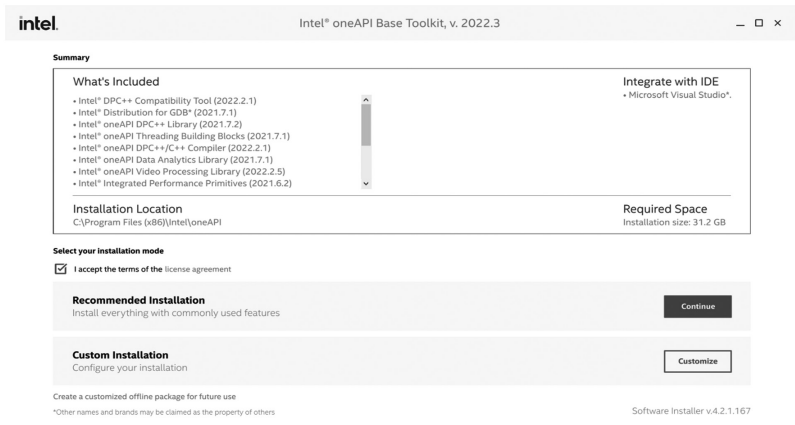 intel.
Intel® oneAPI Base Toolkit, v. 2022.3
Summary
What's Included
• Intel® DPC++ Compatibility Tool (2022.2.1)
• Intel® Distribution for GDB* (2021.7.1)
• Intel® oneAPI DPC++ Library (2021.7.2)
• Intel® oneAPI Threading Building Blocks (2021.7.1)
• Intel® oneAPI DPC++/C++ Compiler (2022.2.1)
• Intel® oneAPI Data Analytics Library (2021.7.1)
• Intel® oneAPI Video Processing Library (2022.2.5)
• Intel® Integrated Performance Primitives (2021.6.2)
Integrate with IDE
• Microsoft Visual Studio*.
Installation Location
C:\Program Files (x86)\Intel\oneAPI
Required Space
Installation size: 31.2 GB
Select your installation mode
I accept the terms of the license agreement
Recommended Installation
Install everything with commonly used features
Continue
Custom Installation
Configure your installation
Customize
Create a customized offline package for future use
*Other names and brands may be claimed as the property of others
Software Installer v.4.2.1.167